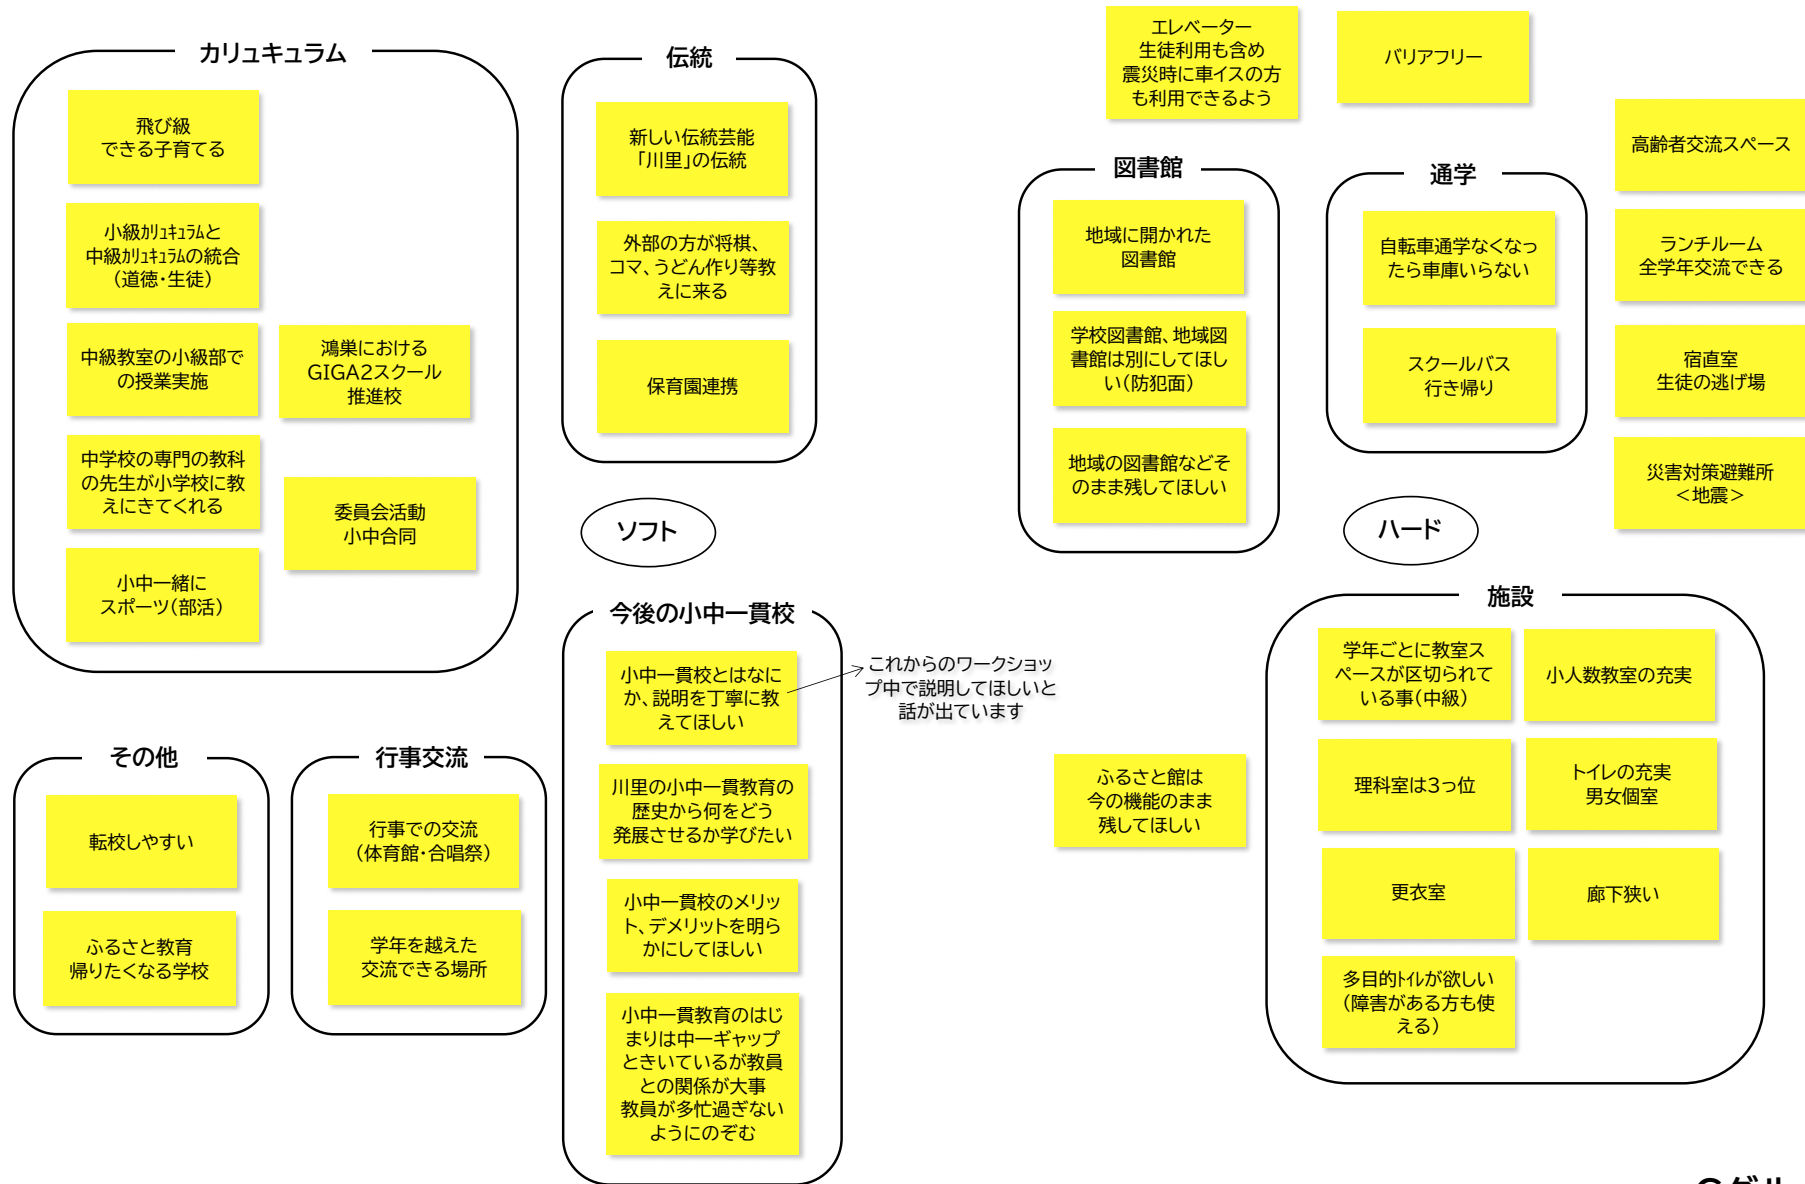 カリュキュラム
飛び級
できる子育てる
小級カリュキュラムと
中級カリュキュラムの統合
（道徳・生徒）
中級教室の小級部で
の授業実施
中学校の専門の教科
の先生が小学校に教
えにきてくれる
小中一緒に
スポーツ（部活）
鴻巣における
GIGA2スクール
推進校
委員会活動
小中合同
伝統
新しい伝統芸能
「川里」の伝統
外部の方が将棋、
コマ、うどん作り等教
えに来る
保育園連携
ソフト
今後の小中一貫校
小中一貫校とはなに
か、説明を丁寧に教
えてほしい
これからのワークショッ
プ中で説明してほしいと
話が出ています
川里の小中一貫教育の
歴史から何をどう
発展させるか学びたい
小中一貫校のメリッ
ト、デメリットを明ら
かにしてほしい
小中一貫教育のはじ
まりは中一ギャップ
ときいているが教員
との関係が大事
教員が多忙過ぎない
ようにのぞむ
その他
転校しやすい
ふるさと教育
帰りたくなる学校
行事交流
行事での交流
（体育館・合唱祭）
学年を越えた
交流できる場所
エレベーター
生徒利用も含め
震災時に車イスの方
も利用できるよう
バリアフリー
図書館
地域に開かれた
図書館
学校図書館、地域図
書館は別にしてほし
い（防犯面）
地域の図書館などそ
のまま残してほしい
通学
自転車通学なくなっ
たら車庫いらない
スクールバス
行き帰り
高齢者交流スペース
ランチルーム
全学年交流できる
宿直室
生徒の逃げ場
災害対策避難所
＜地震＞
ハード
ふるさと館は
今の機能のまま
残してほしい
施設
学年ごとに教室ス
ペースが区切られて
いる事（中級）
小人数教室の充実
理科室は3っ位
トイレの充実
男女個室
更衣室
廊下狭い
多目的トイルが欲しい
（障害がある方も使
える）